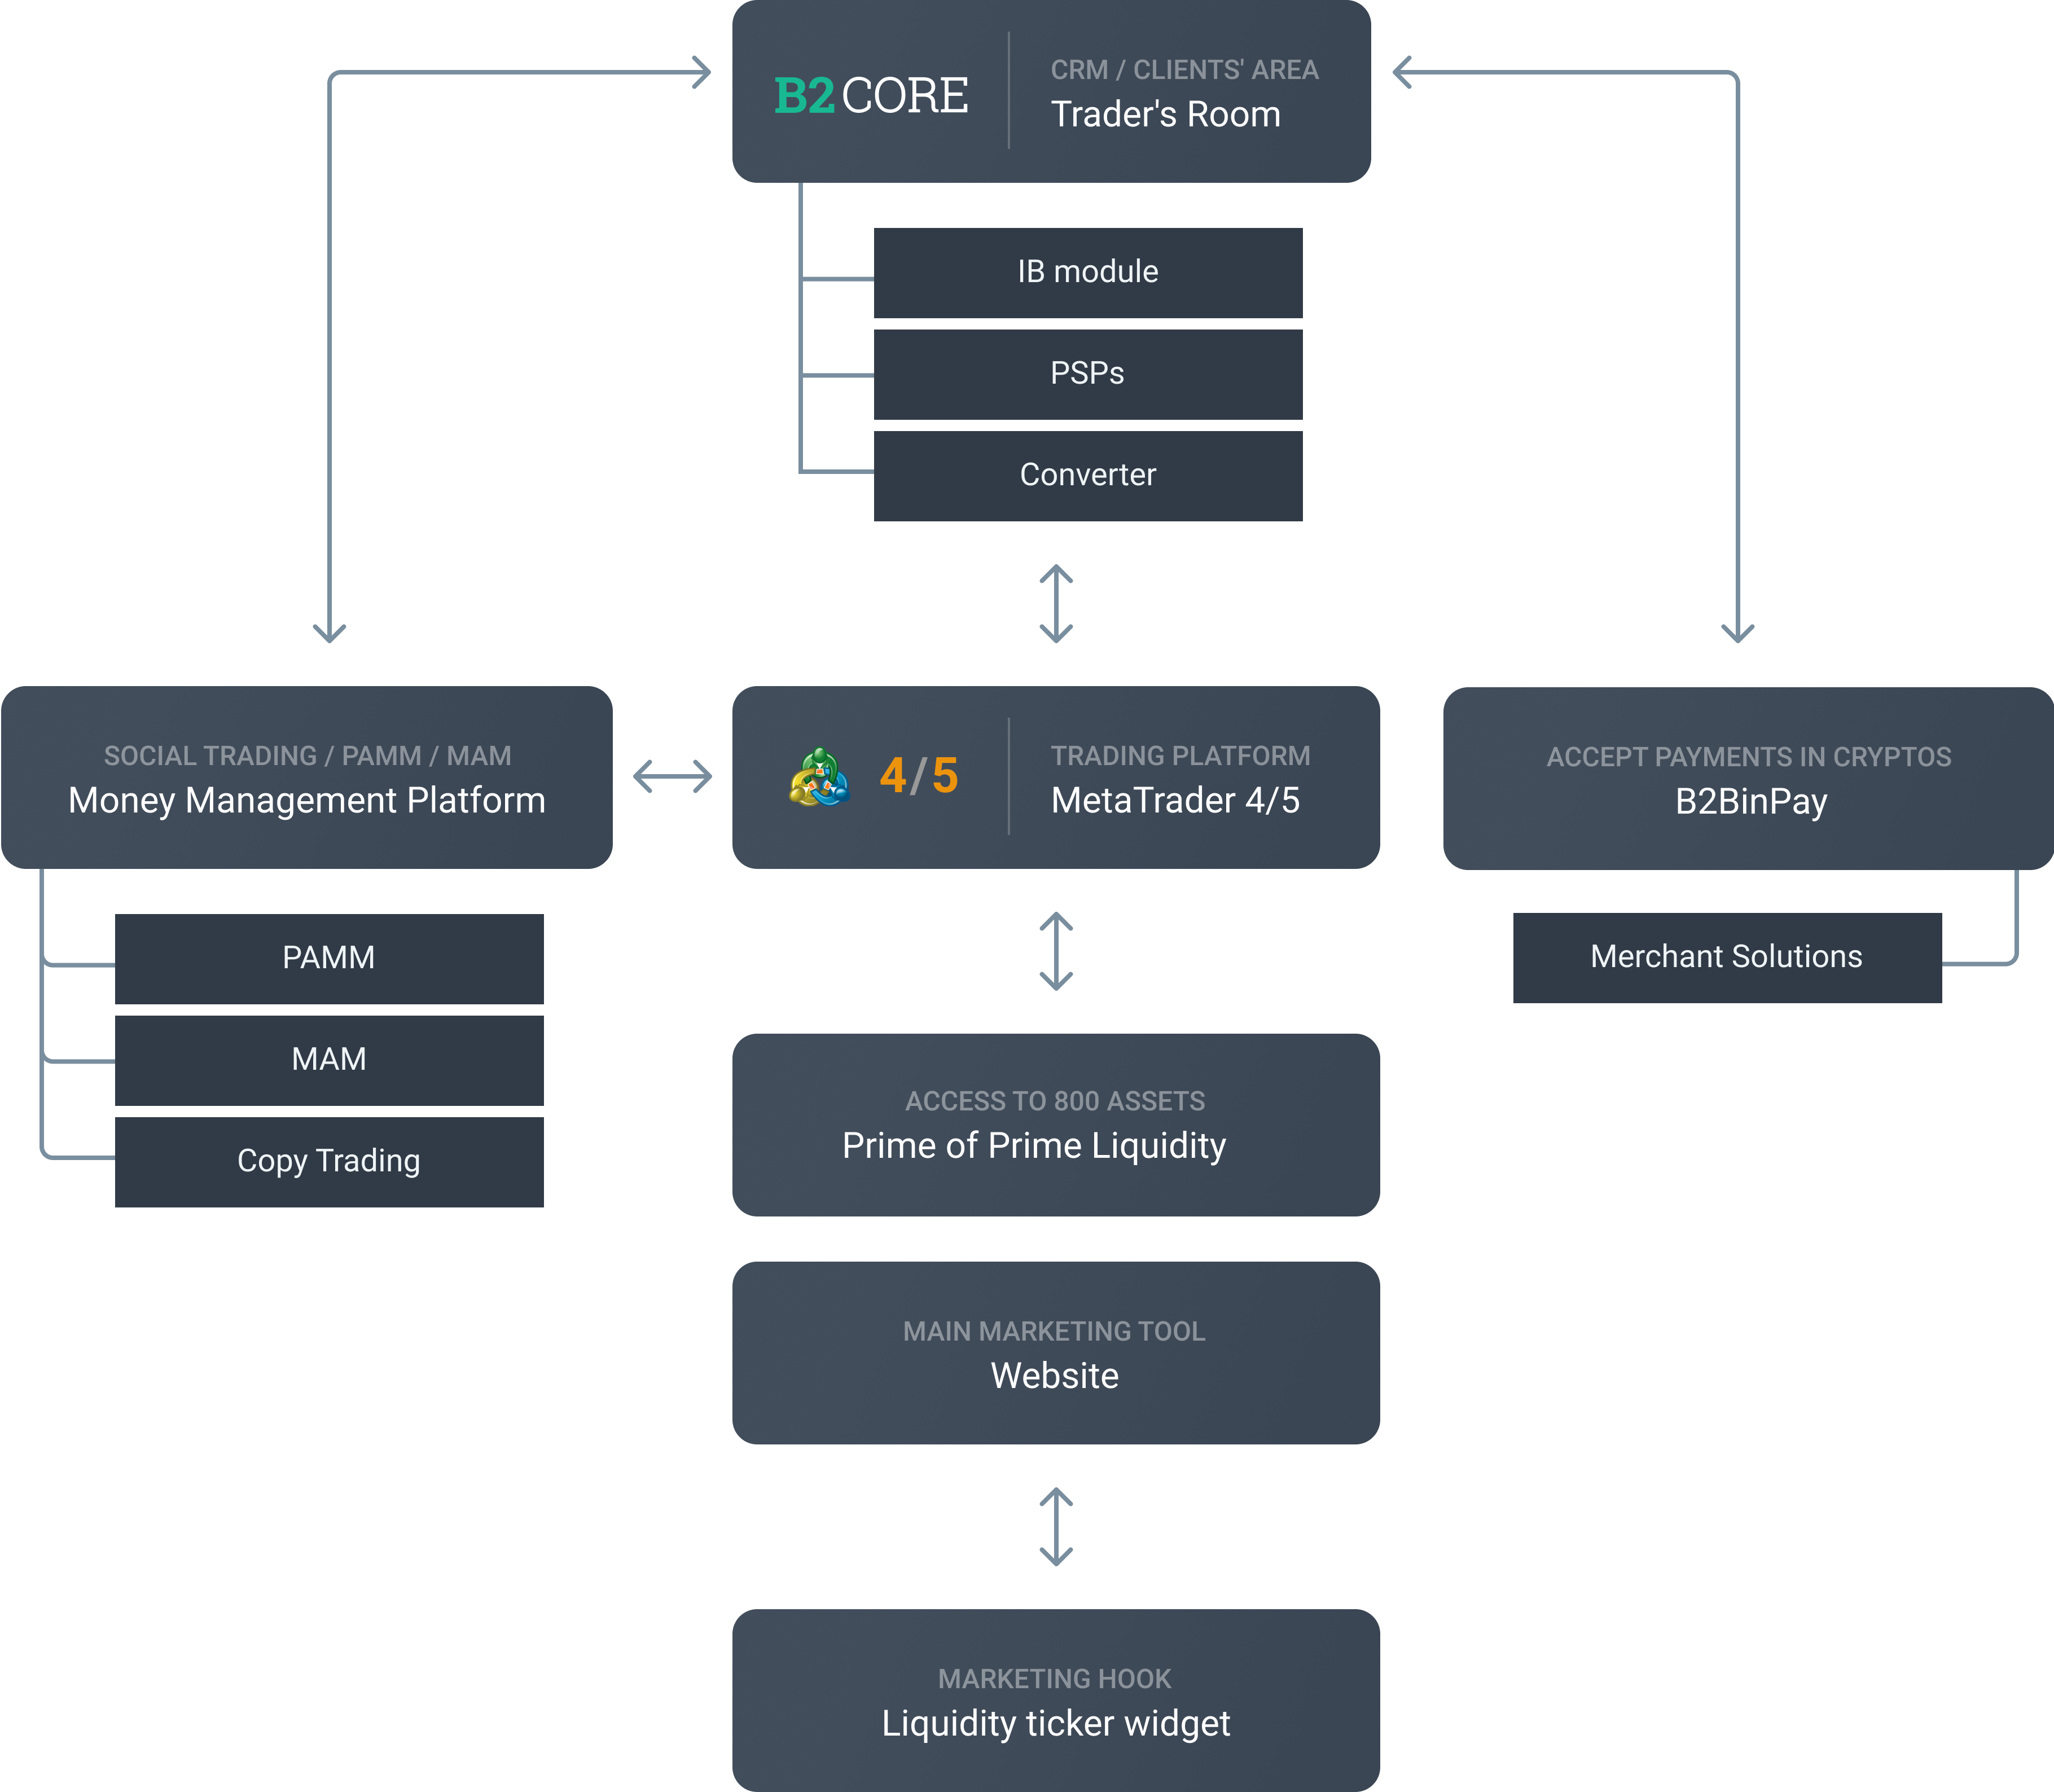 B2CORE
CRM / CLIENTS' AREA
Trader's Room
IB module
PSPs
Converter
SOCIAL TRADING / PAMM / MAM
Money Management Platform
PAMM
MAM
Copy Trading
4/5
TRADING PLATFORM
MetaTrader 4/5
ACCEPT PAYMENTS IN CRYPTOS
B2BinPay
Merchant Solutions
ACCESS TO 800 ASSETS
Prime of Prime Liquidity
MAIN MARKETING TOOL
Website
MARKETING HOOK
Liquidity ticker widget